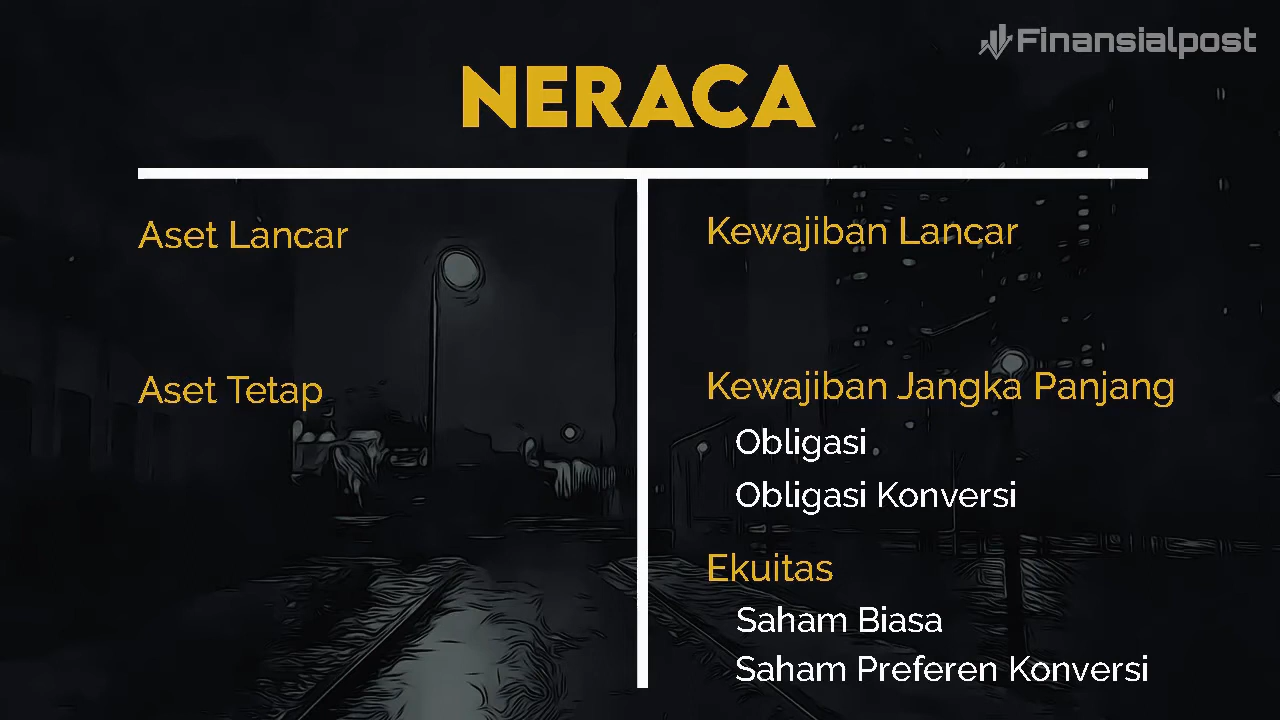 Finansialpost
NERACA
Aset Lancar
Aset Tetap
Kewajiban Lancar
Kewajiban Jangka Panjang
Obligasi
Obligasi Konversi
Ekuitas
Saham Biasa
Saham Preferen Konversi